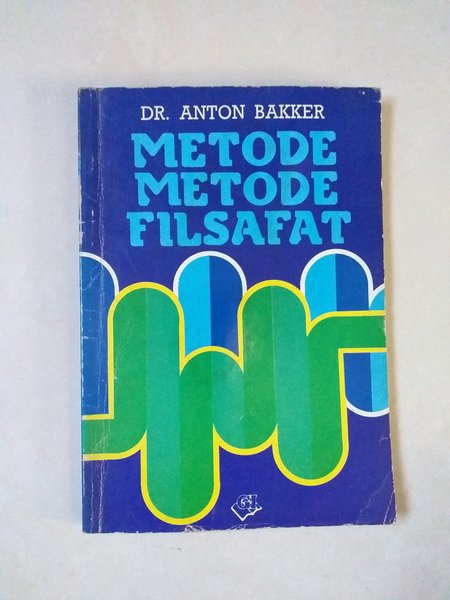 DR. ANTON BAKKER
METODE
METODE
FILSAFAT